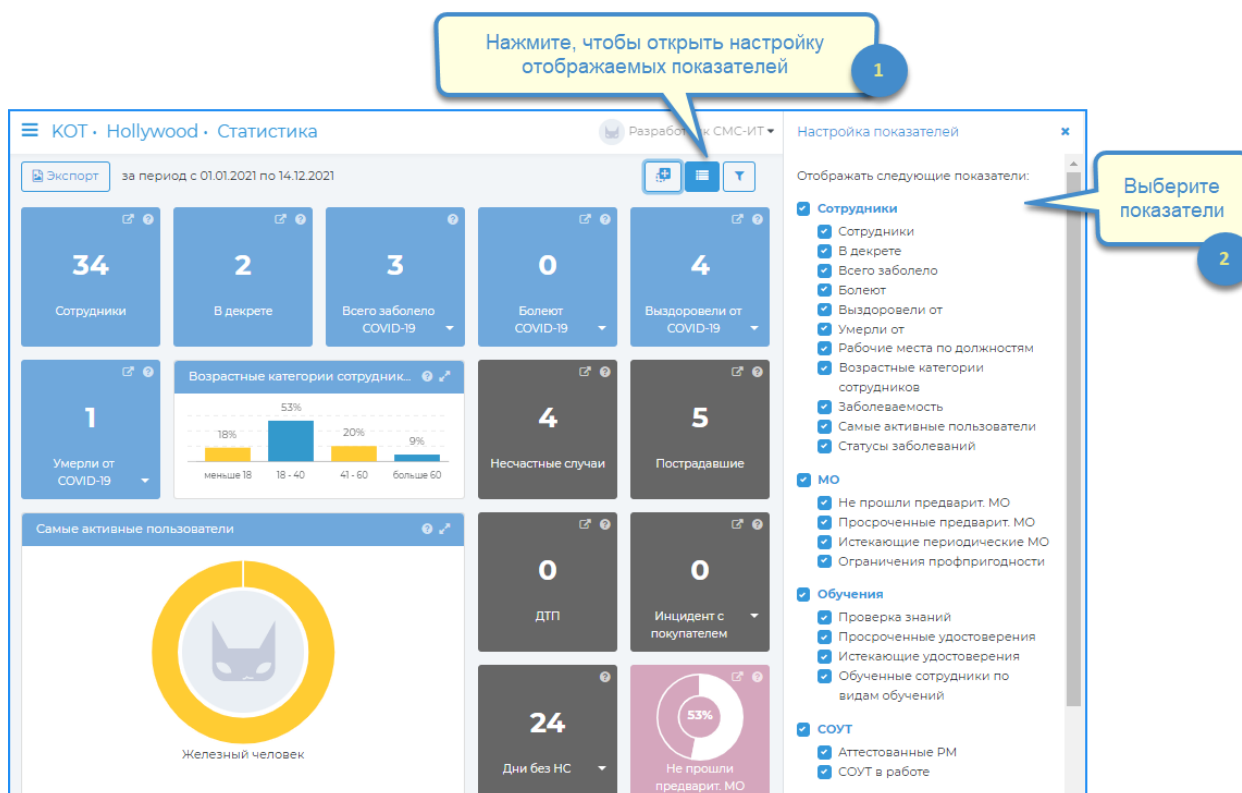 Нажмите, чтобы открыть настройку
отображаемых показателей
1
КОТ · Hollywood · Статистика
СМС-ИТ
Настройка показателей
Экспорт
за период с 01.01.2021 по 14.12.2021
Отображать следующие показатели:
Выберите
показатели
2
34
Сотрудники
2
В декрете
3
Всего заболело
COVID-19
0
Болеют
COVID-19
4
Выздоровели от
COVID-19
1
Умерли от
COVID-19
Возрастные категории сотрудник...
53%
18%
20%
9%
меньше 18
18 - 40
41 - 60
больше 60
4
Несчастные случаи
5
Пострадавшие
Самые активные пользователи
Железный человек
0
ДТП
0
Инцидент с
покупателем
24
Дни без НС
53%
Не прошли
предварит. МО
Сотрудники
Сотрудники
В декрете
Всего заболело
Болеют
Выздоровели от
Умерли от
Рабочие места по должностям
Возрастные категории
сотрудников
Заболеваемость
Самые активные пользователи
Статусы заболеваний
МО
Не прошли предварит. МО
Просроченные предварит. МО
Истекающие периодические МО
Ограничения профпригодности
Обучения
Проверка знаний
Просроченные удостоверения
Истекающие удостоверения
Обученные сотрудники по
видам обучений
СОУТ
Аттестованные РМ
СОУТ в работе